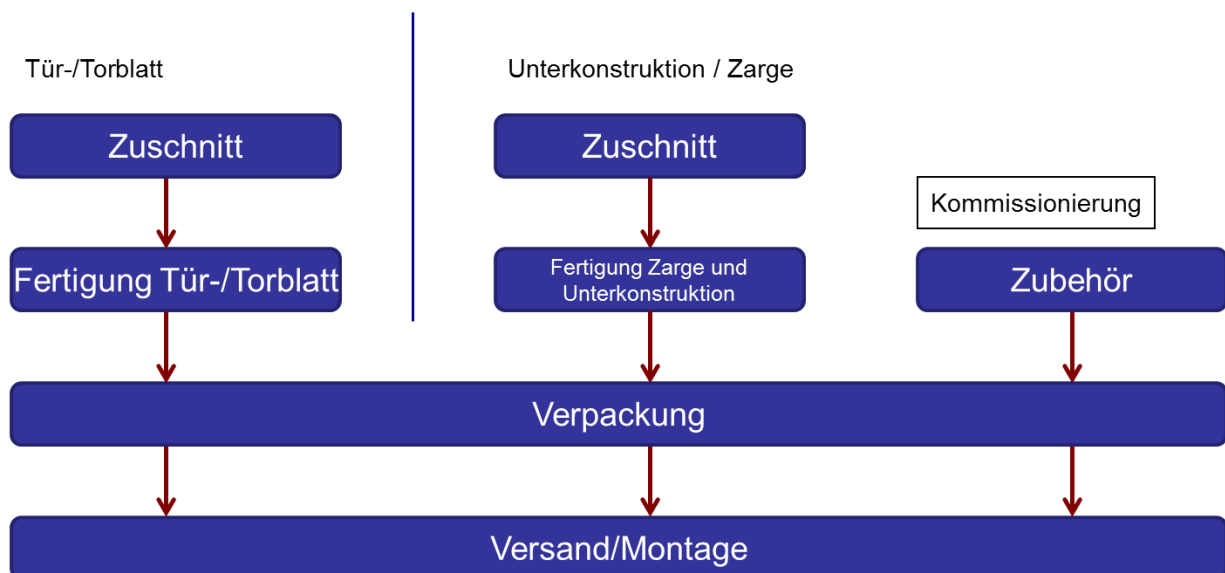 Tür-/Torblatt
Unterkonstruktion / Zarge
Zuschnitt
Zuschnitt
Kommissionierung
Fertigung Tür-/Torblatt
Fertigung Zarge und
Unterkonstruktion
Zubehör
Verpackung
Versand/Montage